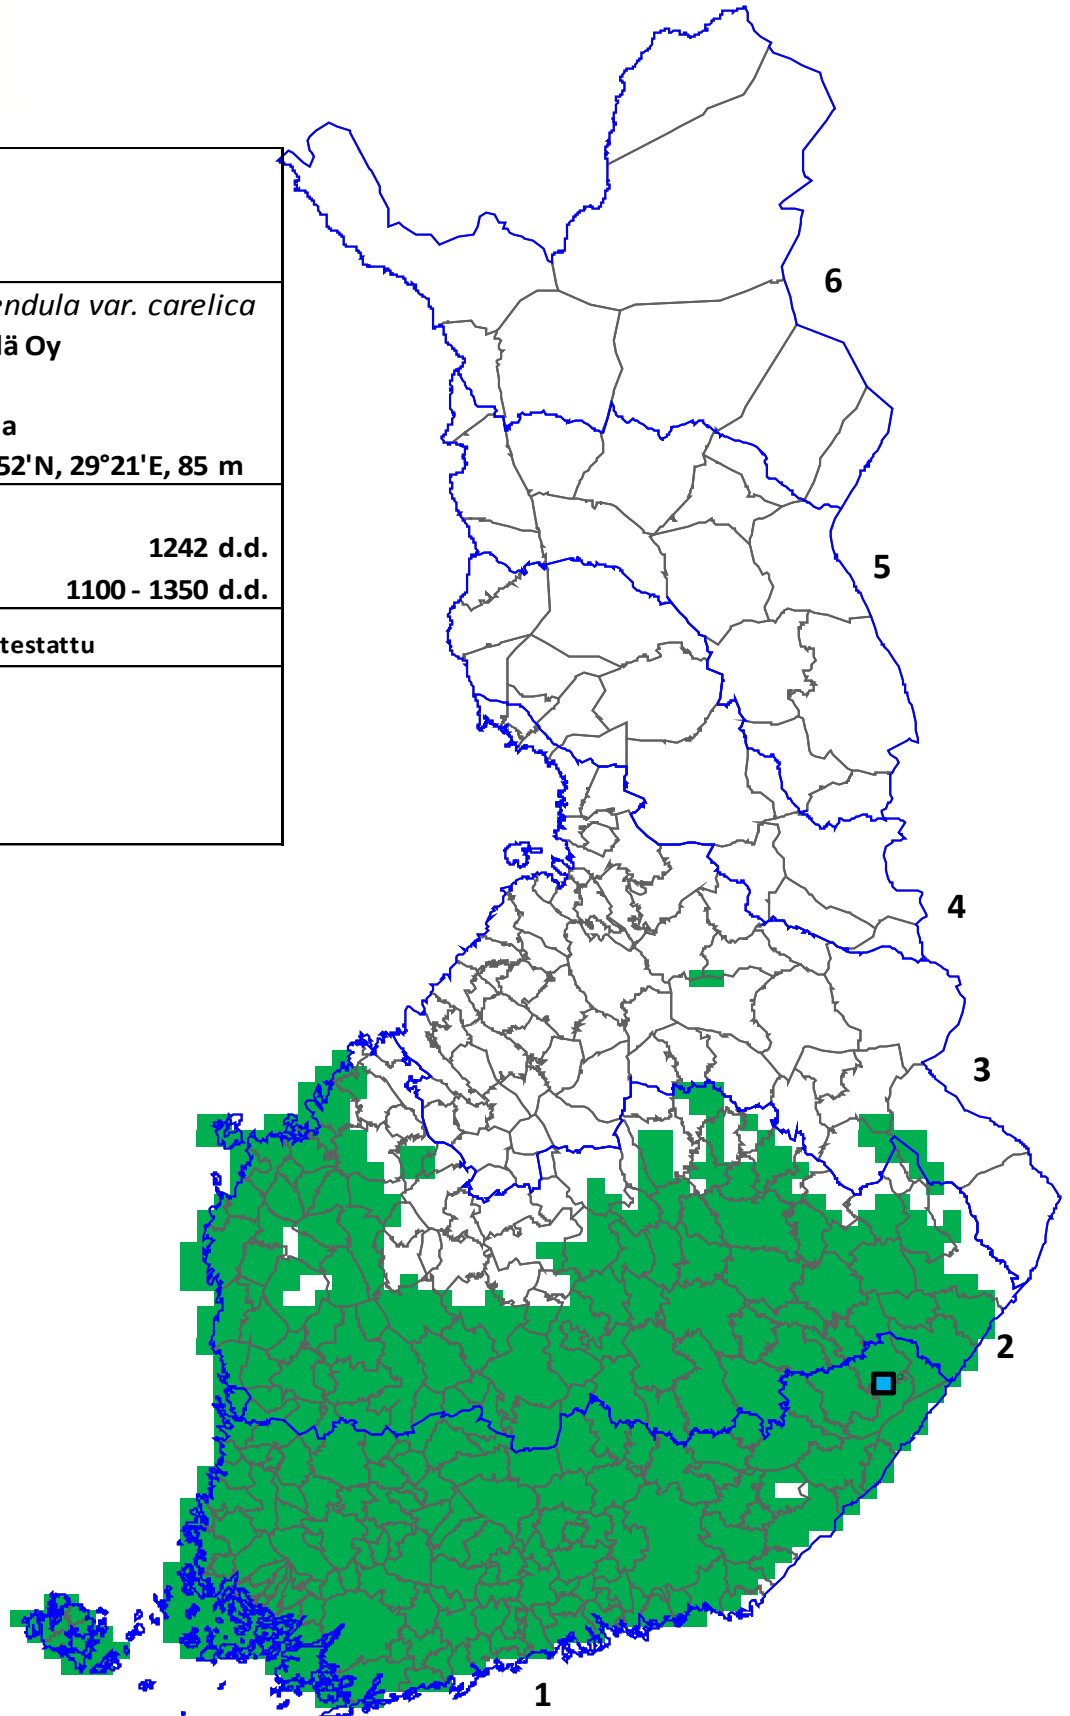 endula var. carelica
lä Oy
a
52'N, 29°21'E, 85 m
1242 d.d.
1100 - 1350 d.d.
testattu
6
5
4
3
2
1